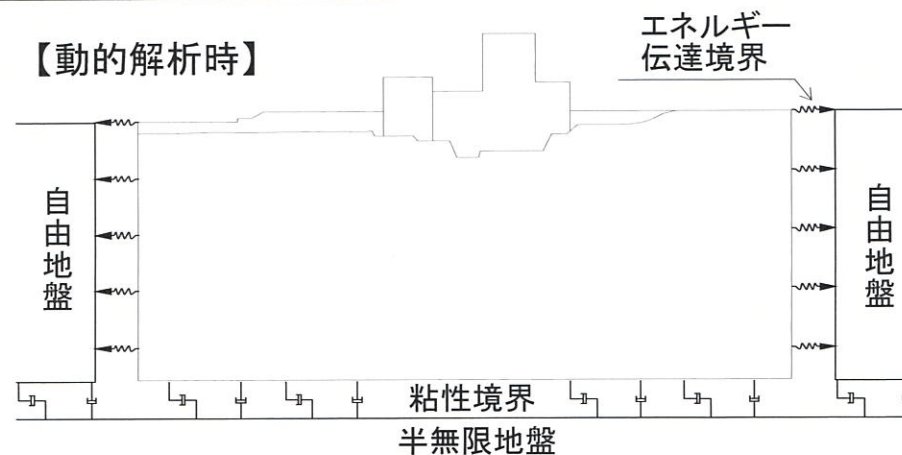 【動的解析時】
エネルギー
伝達境界
自由地盤
自由地盤
粘性境界
半無限地盤